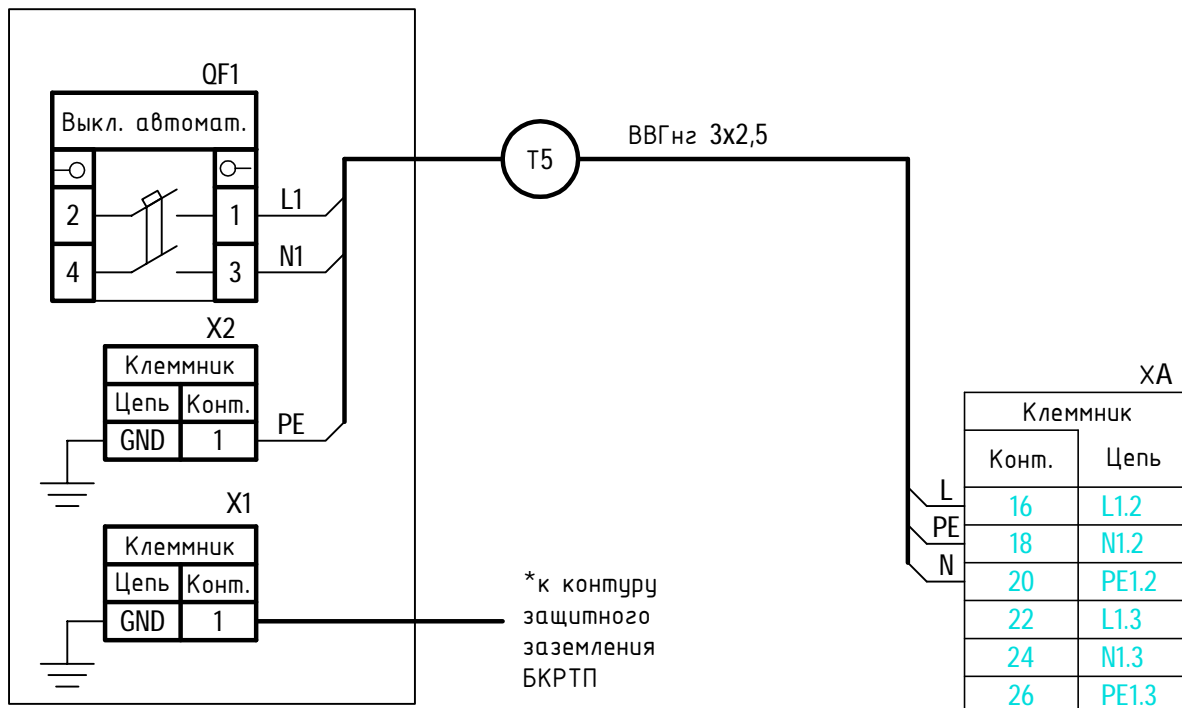 QF1
Выкл. автомат.
2
1
L1
4
3
N1
X2
Клеммник
Цепь Конт.
GND 1
PE
X1
Клеммник
Цепь Конт.
GND 1
T5
ВВГнг 3x2,5
*к контуру
защитного
заземления
БКРТП
XA
Клеммник
Конт. Цепь
L 16 L1.2
PE 18 N1.2
N 20 PE1.2
22 L1.3
24 N1.3
26 PE1.3